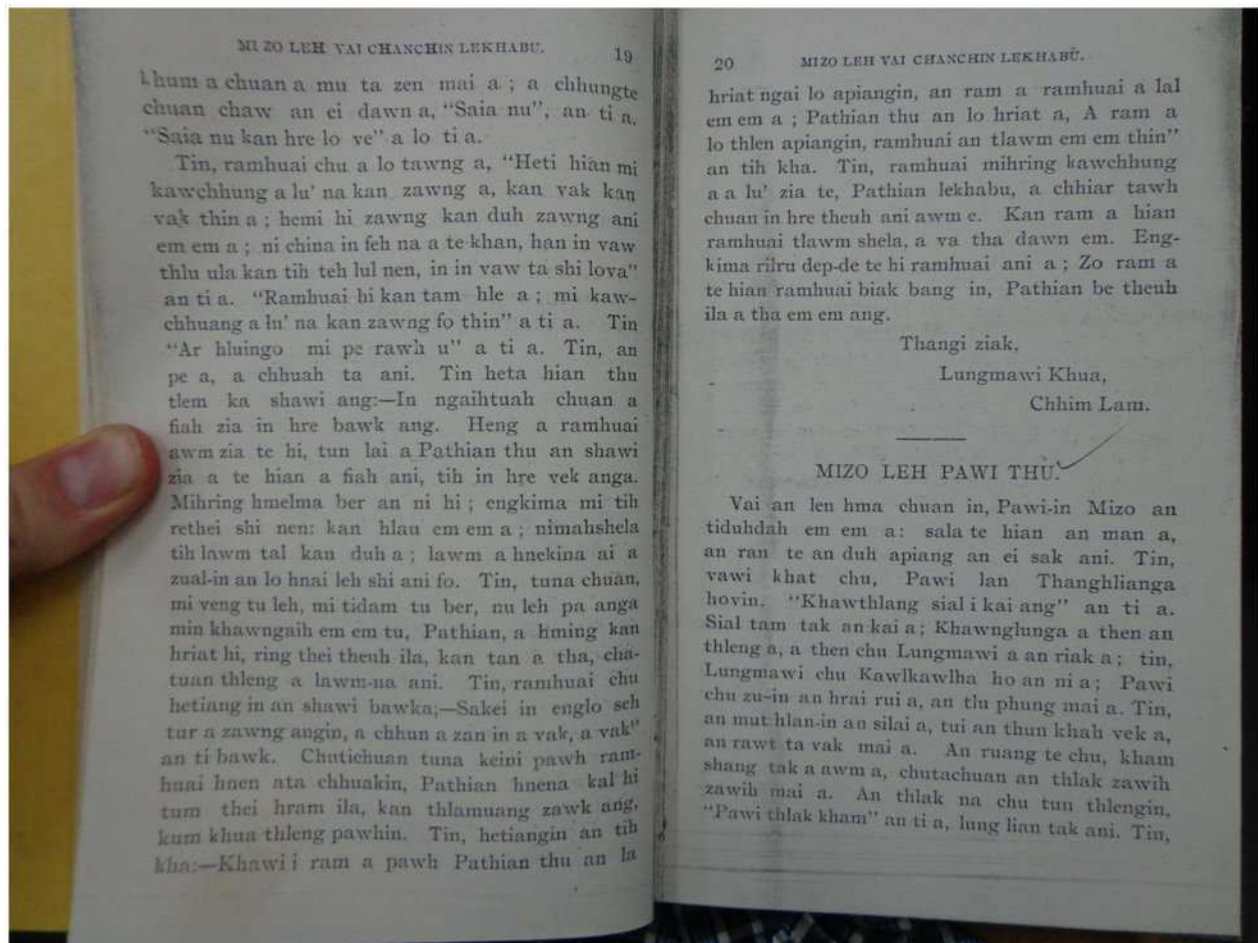 MIZO LEH VAI CHANCHIN LEKHABU.
19
khum a chuan a mu ta zen mai a; a chhungte
chuan chaw an ei dawn a, “Saia nu”, an ti a,
“Saia nu kan hre lo ve” a lo ti a.
Tin, ramhuai chu a lo tawng a, “Heti hian mi
kawchhung a lu' na kan zawng a, kan vak kan
vak thin a; hemi hi zawng kan duh zawng ani
em em a; ni china in feh na a te khan, han in vaw
thlu ula kan tih teh lul nen, in in vaw ta shi lova”
an ti a. “Ramhuai hi kan tam hle a; mi kaw-
chhuang a lu' na kan zawng fo thin” a ti a. Tin
“Ar hluingo mi pe rawh u” a ti a. Tin, an
pe a, a chhuah ta ani. Tin heta hian thu
tlem ka shawi ang:—In ngaihtuah chuan a
fiah zia in hre bawk ang. Heng a ramhuai
awm zia te hi, tun lai a Pathian thu an shawi
zia a te hian a fiah ani, tih in hre vek anga.
Mihring hmelma ber an ni hi; engkima mi tih
rethei shi nen: kan hlau em em a; nimahshela
tih lawm tal kan duh a; lawm a hnekina ai a
zual-in an lo hnai leh shi ani fo. Tin, tuna chuan,
mi veng tu leh, mi tidam tu ber, nu leh pa anga
min khawngaih em em tu, Pathian, a hming kan
hriat hi, ring thei theuh ila, kan tan a tha, cha-
tuan thleng a lawm-na ani. Tin, ramhuai chu
hetiang in an shawi bawka;—Sakei in englo seh
tur a zawng angin, a chhun a zan in a vak, a vak”
an ti bawk. Chutichuan tuna keini pawh ram-
huai hnen ata chhuakin, Pathian hnena kal hi
tum thei hram ila, kan thlamuang zawk ang,
kum khua thleng pawhin. Tin, hetiangin an tih
kha:—Khawi i ram a pawh Pathian thu an la
20
MIZO LEH VAI CHANCHIN LEKHABÛ.
hriat ngai lo apiangin, an ram a ramhuai a lal
em em a; Pathian thu an lo hriat a, A ram a
lo thlen apiangin, ramhuai an tlawm em em thin”
an tih kha. Tin, ramhuai mihring kawchhung
a a lu' zia te, Pathian lekhabu, a chhiar tawh
chuan in hre theuh ani awm e. Kan ram a hian
ramhuai tlawm shela, a va tha dawn em. Eng-
kima rilru dep-de te hi ramhuai ani a; Zo ram a
te hian ramhuai biak bang in, Pathian be theuh
ila a tha em em ang.
Thangi ziak,
Lungmawi Khua,
Chhim Lam.
MIZO LEH PAWI THÛ.
Vai an len hma chuan in, Pawi-in Mizo an
tiduhdah em em a: sala te hian an man a,
an ran te an duh apiang an ei sak ani. Tin,
vawi khat chu, Pawi lan Thanghlianga
hovin. “Khawthlang sial i kai ang” an ti a.
Sial tam tak an kai a; Khawnglunga a then an
thleng a, a then chu Lungmawi a an riak a; tin,
Lungmawi chu Kawlkawlha ho an ni a; Pawi
chu zu-in an hrai rui a, an tlu phung mai a. Tin,
an mut hlan-in an silai a, tui an thun khah vek a,
an rawt ta vak mai a. An ruang te chu, kham
shang tak a awm a, chutachuan an thlak zawih
zawih mai a. An thlak na chu tun thlengin,
“Pawi thlak kham” an ti a, lung lian tak ani. Tin,